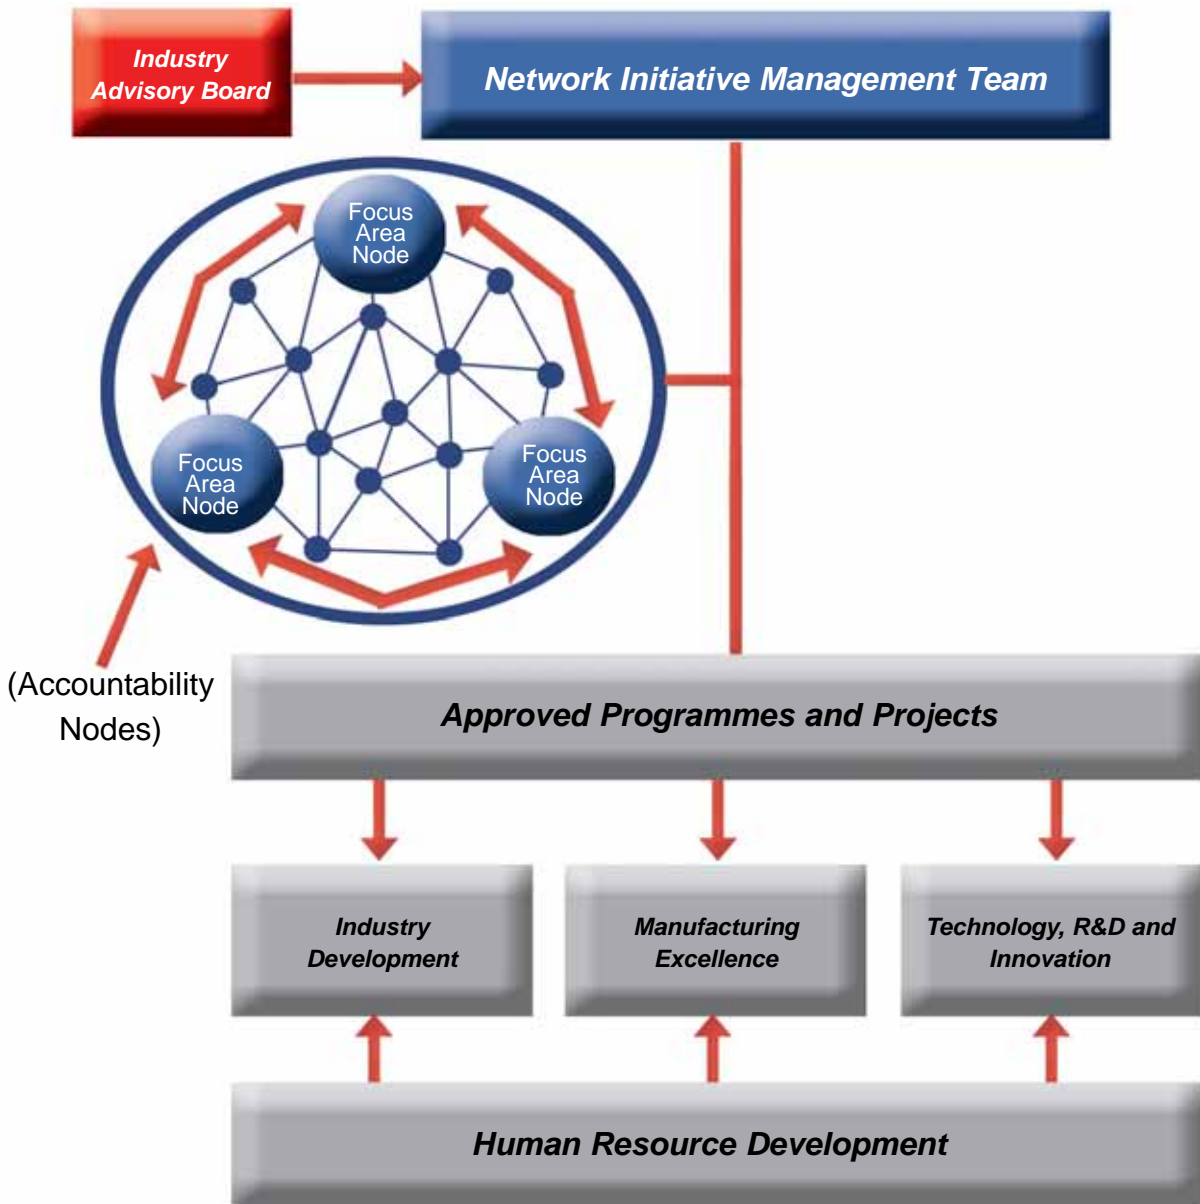 Industry
Advisory Board
Network Initiative Management Team
Focus
Area
Node
Focus
Area
Node
Focus
Area
Node
(Accountability
Nodes)
Approved Programmes and Projects
Industry
Development
Manufacturing
Excellence
Technology, R&D and
Innovation
Human Resource Development